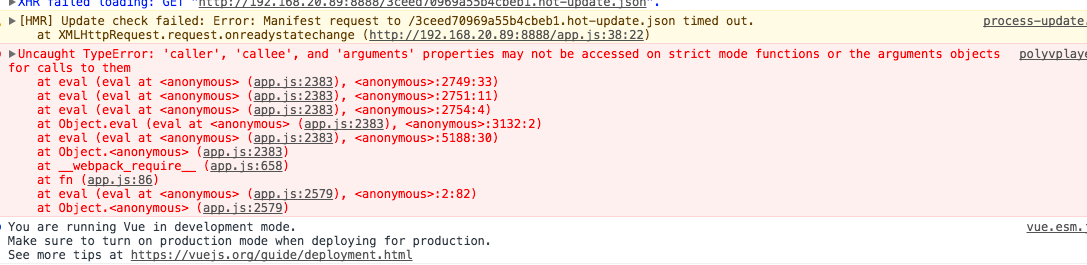 ▶XHR failed loading: GET "http://192.168.20.89:8888/3ceed70969a55b4cbeb1.hot-update.json".
▶[HMR] Update check failed: Error: Manifest request to /3ceed70969a55b4cbeb1.hot-update.json timed out. process-update
at XMLHttpRequest.request.onreadystatechange (http://192.168.20.89:8888/app.js:38:22)
▶Uncaught TypeError: 'caller', 'callee', and 'arguments' properties may not be accessed on strict mode functions or the arguments objects polyvplaye
for calls to them
at eval (eval at <anonymous> (app.js:2383), <anonymous>:2749:33)
at eval (eval at <anonymous> (app.js:2383), <anonymous>:2751:11)
at eval (eval at <anonymous> (app.js:2383), <anonymous>:2754:4)
at Object.eval (eval at <anonymous> (app.js:2383), <anonymous>:3132:2)
at eval (eval at <anonymous> (app.js:2383), <anonymous>:5188:30)
at Object.<anonymous> (app.js:2383)
at __webpack_require__ (app.js:658)
at fn (app.js:86)
at eval (eval at <anonymous> (app.js:2579), <anonymous>:2:82)
at Object.<anonymous> (app.js:2579)
You are running Vue in development mode. vue.esm.j
Make sure to turn on production mode when deploying for production.
See more tips at https://vuejs.org/guide/deployment.html